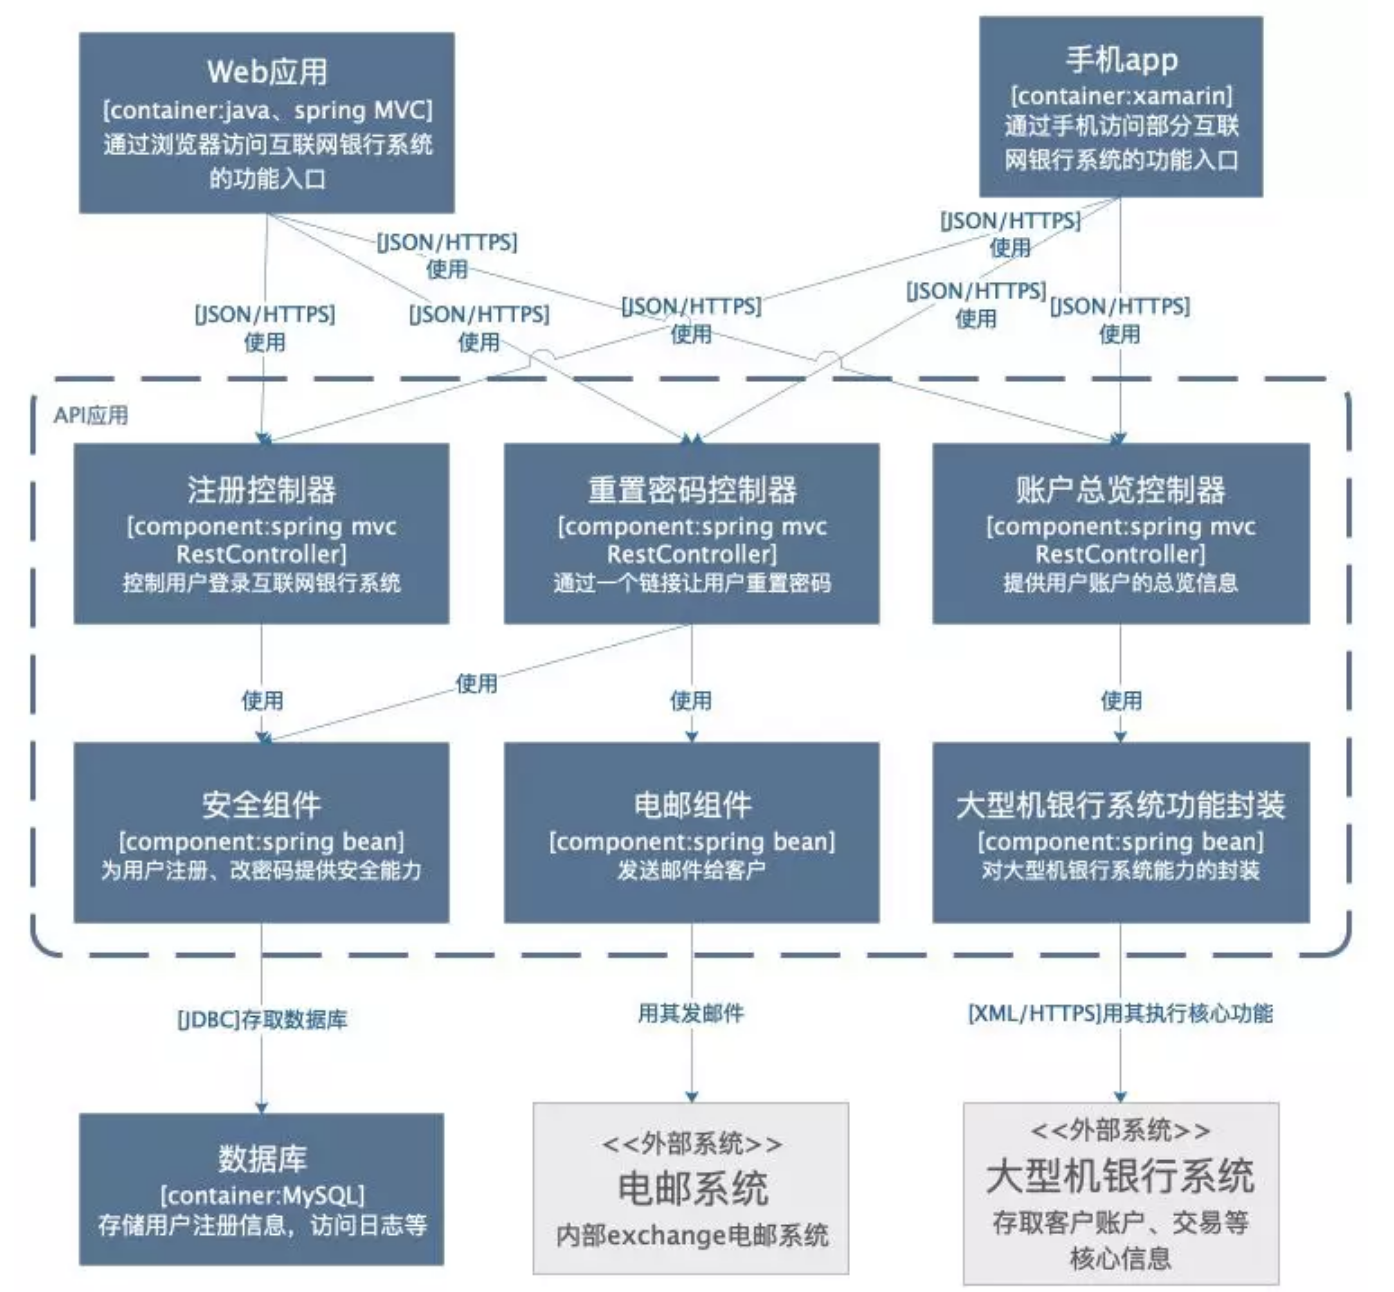 Web应用
[container:java、spring MVC]
通过浏览器访问互联网银行系统
的功能入口
手机app
[container:xamarin]
通过手机访问部分互联
网银行系统的功能入口
[JSON/HTTPS]
使用
[JSON/HTTPS]
使用
[JSON/HTTPS]
使用
[JSON/HTTPS]
使用
[JSON/HTTPS]
使用
[JSON/HTTPS]
使用
[JSON/HTTPS]
使用
API应用
注册控制器
[component:spring mvc
RestController]
控制用户登录互联网银行系统
重置密码控制器
[component:spring mvc
RestController]
通过一个链接让用户重置密码
账户总览控制器
[component:spring mvc
RestController]
提供用户账户的总览信息
使用
使用
使用
使用
安全组件
[component:spring bean]
为用户注册、改密码提供安全能力
电邮组件
[component:spring bean]
发送邮件给客户
大型机银行系统功能封装
[component:spring bean]
对大型机银行系统能力的封装
[JDBC]存取数据库
用其发邮件
[XML/HTTPS]用其执行核心功能
数据库
[container:MySQL]
存储用户注册信息，访问日志等
<<外部系统>>
电邮系统
内部exchange电邮系统
<<外部系统>>
大型机银行系统
存取客户账户、交易等
核心信息